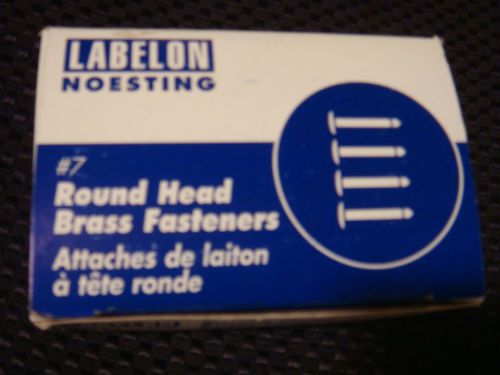 LABELON
NOESTING
#7
Round Head
Brass Fasteners
Attaches de laiton
à tête ronde